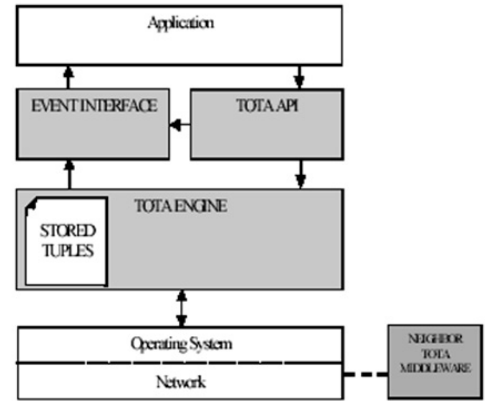 Application
EVENT INTERFACE
TOTA API
TOTA ENGINE
STORED
TUPLES
Operating System
Network
NEIGHBOR
TOTA
MIDDLEWARE